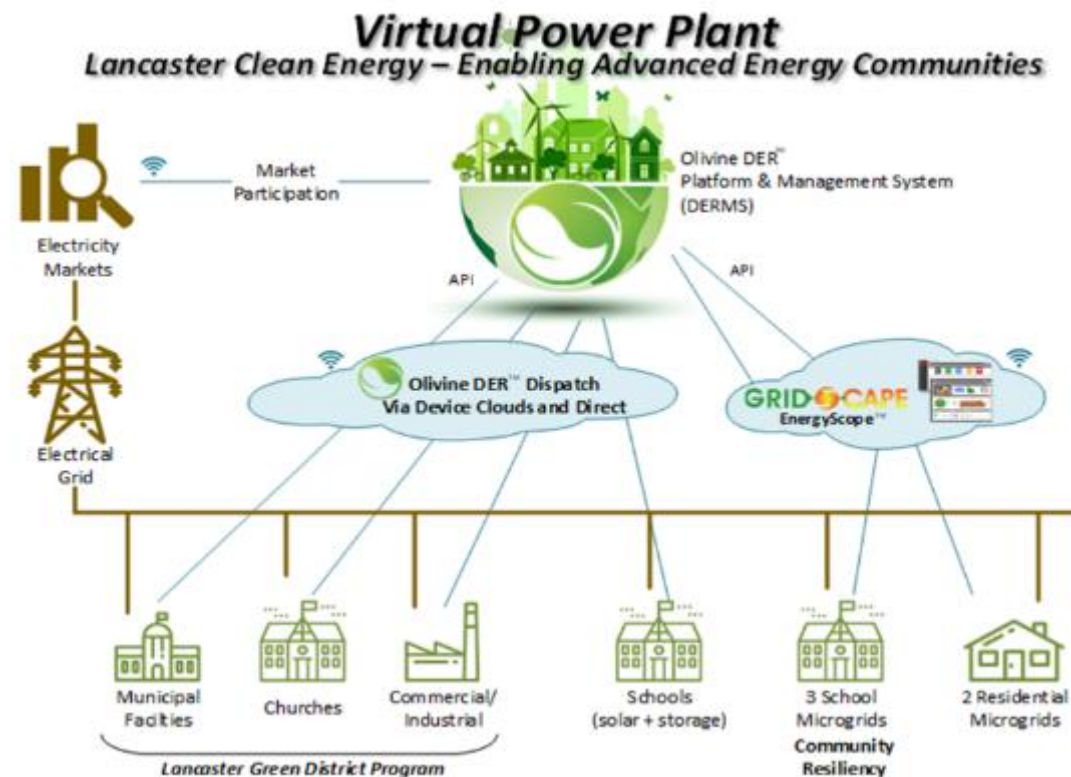 Virtual Power Plant
Lancaster Clean Energy – Enabling Advanced Energy Communities
Market
Participation
Olivine DER™
Platform & Management System
(DERMS)
Electricity
Markets
API
API
Olivine DER™ Dispatch
Via Device Clouds and Direct
GRIDSCAPE
EnergyScope™
Electrical
Grid
Municipal
Facilties
Churches
Commercial/
Industrial
Schools
(solar + storage)
3 School
Microgrids
Community
Resiliency
2 Residential
Microgrids
Lancaster Green District Program